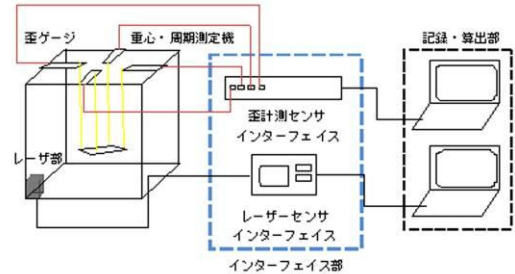 歪ゲージ
重心・周期測定機
記録・算出部
歪計測センサ
インターフェイス
レーザ部
レーザーセンサ
インターフェイス
インターフェイス部